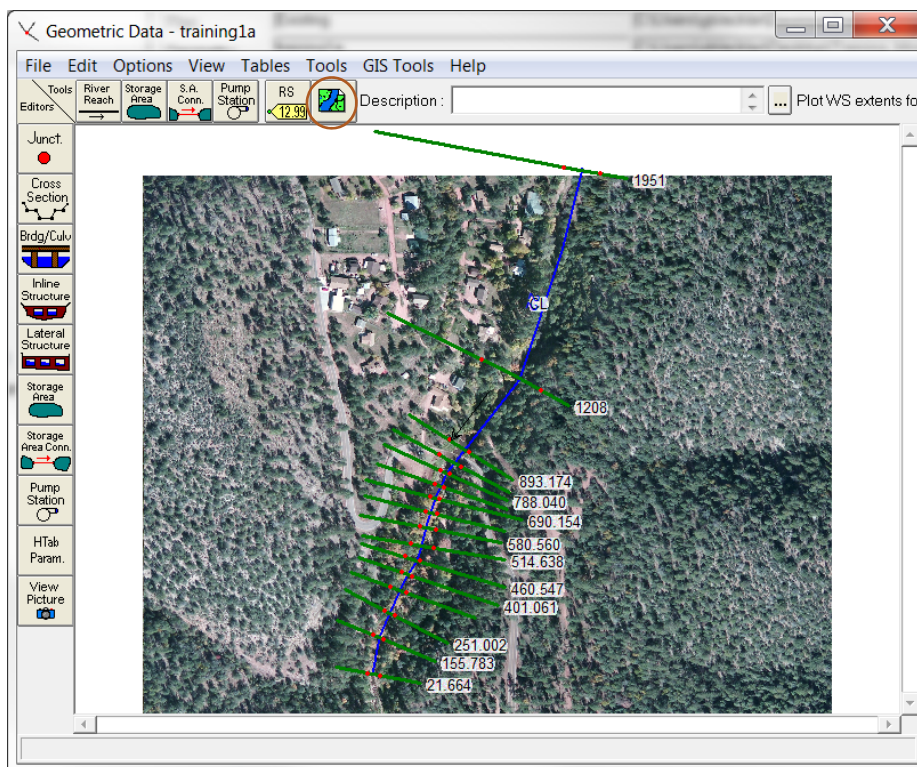 Geometric Data - training1a
File Edit Options View Tables Tools GIS Tools Help
Tools
Editors
River
Reach
Storage
Area
S.A.
Conn.
Pump
Station
RS
12.99
Description :
...
Plot WS extents fo
Junct.
Cross
Section
Brdg/Culv
Inline
Structure
Lateral
Structure
Storage
Area
Storage
Area Conn.
Pump
Station
HTab
Param.
View
Picture
1951
CL
1208
893.174
788.040
690.154
580.560
514.638
460.547
401.061
251.002
155.783
21.664